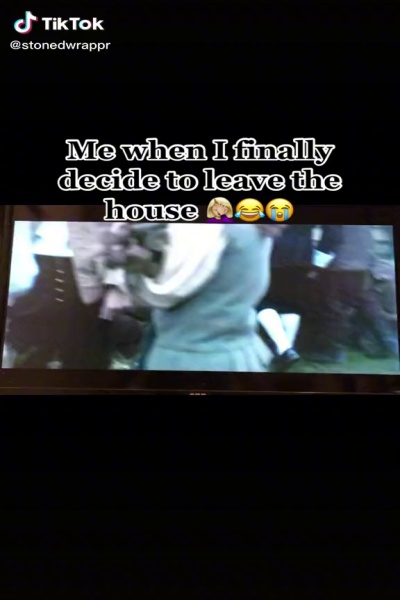 TikTok
@stonedwrappr
Me when I finally
decide to leave the
house 🤦🏼‍♀️😂😭